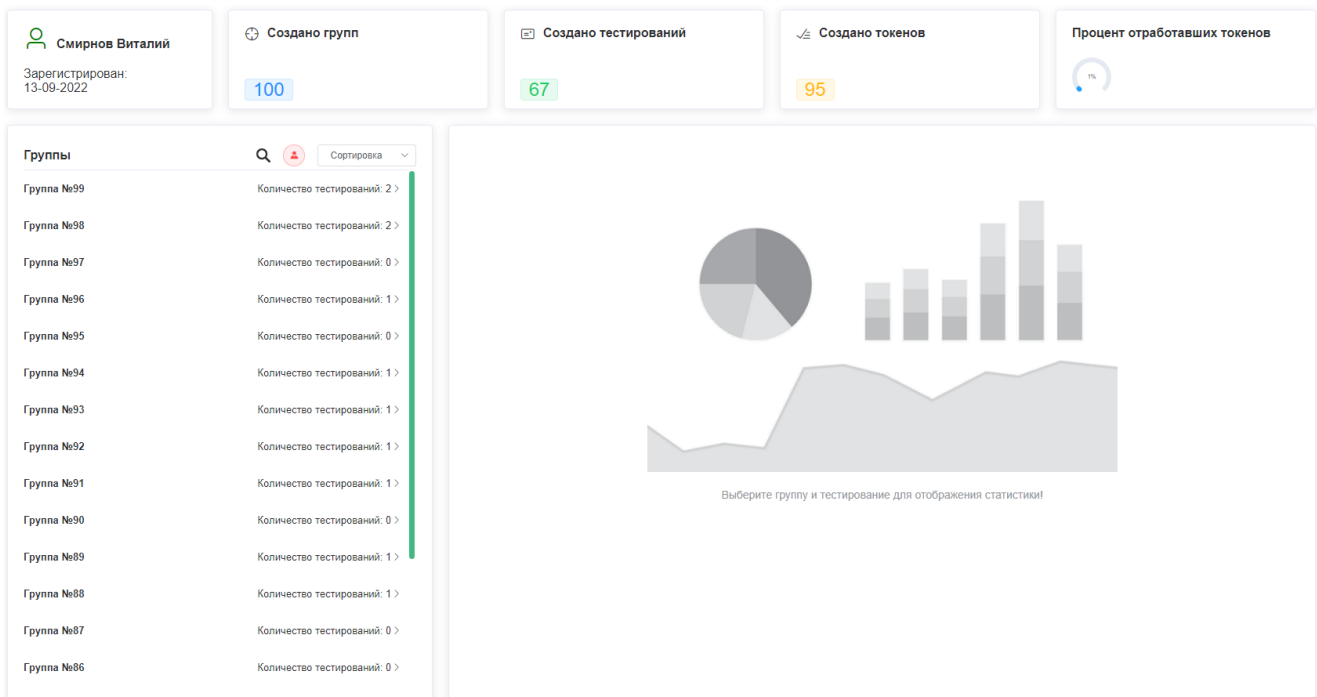 Смирнов Виталий
Зарегистрирован:
13-09-2022
Создано групп
100
Создано тестирований
67
Создано токенов
95
Процент отработавших токенов
1%
Группы
Сортировка
Группа №99 Количество тестирований: 2
Группа №98 Количество тестирований: 2
Группа №97 Количество тестирований: 0
Группа №96 Количество тестирований: 1
Группа №95 Количество тестирований: 0
Группа №94 Количество тестирований: 1
Группа №93 Количество тестирований: 1
Группа №92 Количество тестирований: 1
Группа №91 Количество тестирований: 1
Группа №90 Количество тестирований: 0
Группа №89 Количество тестирований: 1
Группа №88 Количество тестирований: 1
Группа №87 Количество тестирований: 0
Группа №86 Количество тестирований: 0
Выберите группу и тестирование для отображения статистики!